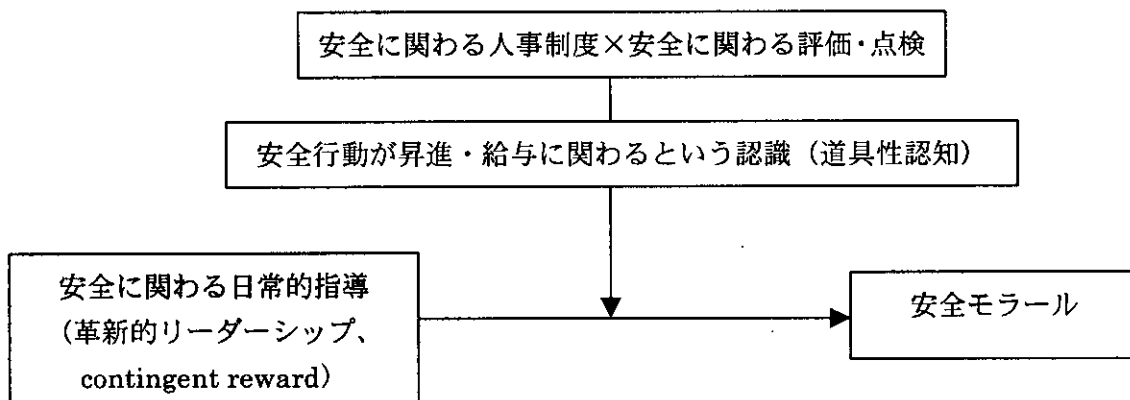 安全に関わる人事制度×安全に関わる評価・点検
安全行動が昇進・給与に関わるという認識（道具性認知）
安全に関わる日常的指導
（革新的リーダーシップ、
contingent reward）
安全モラール